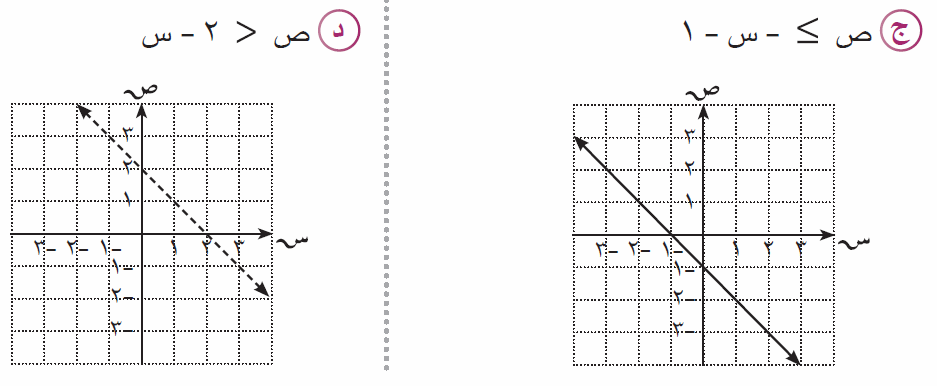 ج ص ≥ - س - ١
ص
٣
٢
١
س
٣ ٢ ١ -١ -٢ -٣
-١
-٢
-٣
د ص > ٢ - س
ص
٣
٢
١
س
٣ ٢ ١ -١ -٢ -٣
-١
-٢
-٣